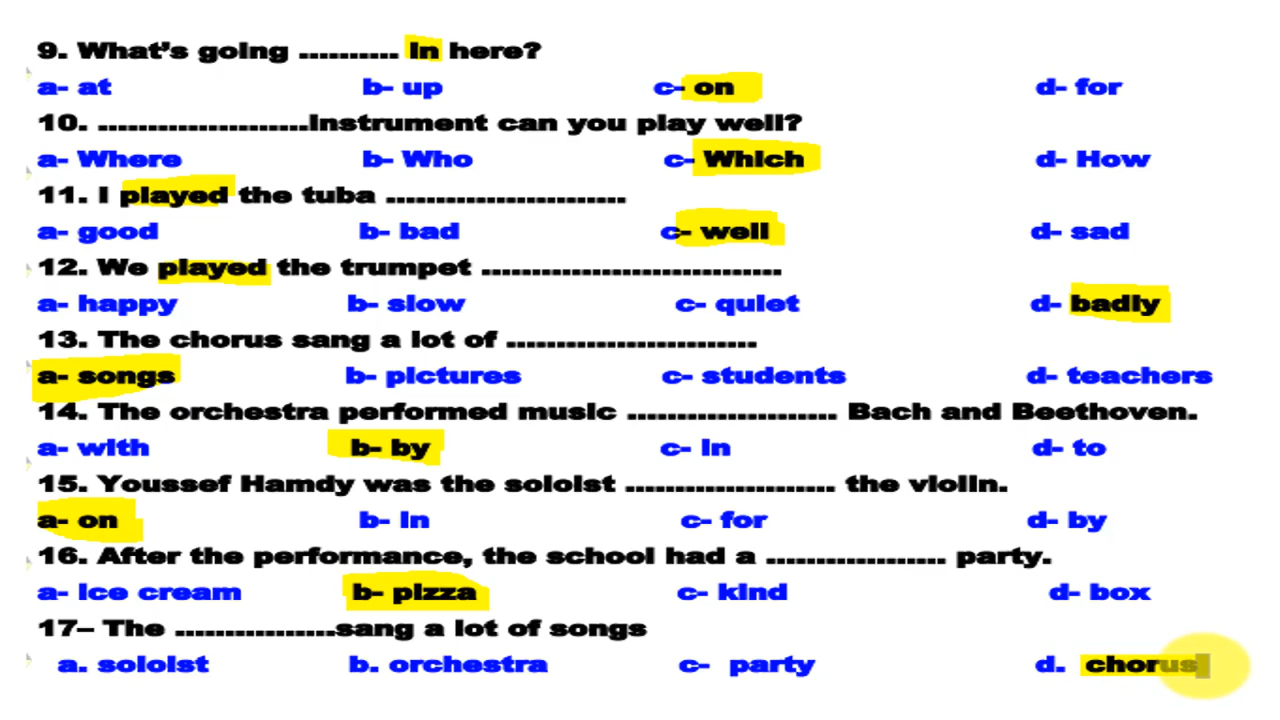 9. What's going .......... in here?
a- at b- up c- on d- for
10. .....................Instrument can you play well?
a- Where b- Who c- Which d- How
11. I played the tuba ........................
a- good b- bad c- well d- sad
12. We played the trumpet ..............................
a- happy b- slow c- quiet d- badly
13. The chorus sang a lot of .........................
a- songs b- pictures c- students d- teachers
14. The orchestra performed music ..................... Bach and Beethoven.
a- with b- by c- in d- to
15. Youssef Hamdy was the soloist ..................... the violin.
a- on b- in c- for d- by
16. After the performance, the school had a .................. party.
a- ice cream b- pizza c- kind d- box
17– The ................sang a lot of songs
a. soloist b. orchestra c- party d. chorus